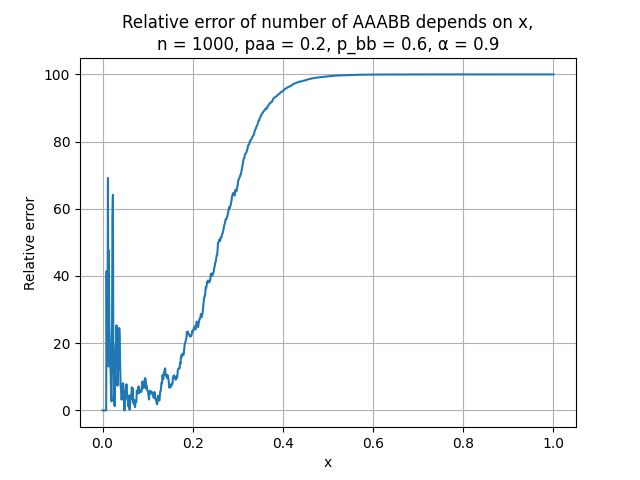 Relative error of number of AAABB depends on x,
n = 1000, paa = 0.2, p_bb = 0.6, α = 0.9
100
80
60
40
20
0
Relative error
0.0 0.2 0.4 0.6 0.8 1.0
x